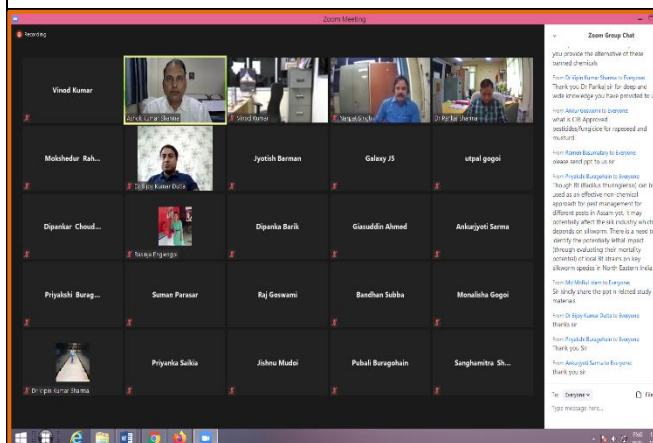 Zoom Meeting
Recording
Vinod Kumar
Ashok Kumar Sharma
Vinod Kumar
Nanpal Singh
Dr Pankaj Sharma
Mokshedur Rah...
Dr Bijoy Kumar Dutta
Jyotish Barman
Galaxy J5
utpal gogoi
Dipankar Choud...
Rasinja Englengpi
Dipanka Barik
Giasuddin Ahmed
Ankurjyoti Sarma
Priyakshi Burag...
Suman Parasar
Raj Goswami
Bandhan Subba
Monalisha Gogoi
Dr Vipin Kumar Sharma
Priyanka Saikia
Jishnu Mudoi
Pubali Buragohain
Sanghamitra Sh...
Zoom Group Chat
you provide the alternative of these
banned chemicals
From Dr Vipin Kumar Sharma to Everyone:
Thank you Dr Pankaj sir for deep and
wide knowledge you have provided to u
From Ankur Goswami to Everyone:
what is CIB Approved
pesticides/fungicide for rapeseed and
mustard
From Ramen Basumatary to Everyone:
please send ppt to us sir
From Priyakshi Buragohain to Everyone:
Though Bt (Bacillus thuringiensis) can be
used as an effective non-chemical
approach for pest management for
different pests in Assam yet, it may
potentially affect the silk industry which
depends on silkworm. There is a need to
identify the potentially lethal impact
(through evaluating their mortality
potential) of local Bt strains on key
silkworm species in North Eastern India
to Everyone:
Sir kindly share the ppt n related study
materials
From Dr Bijoy Kumar Dutta to Everyone:
thanks sir
From Priyakshi Buragohain to Everyone:
Thank you Sir
From Ankurjyoti Sarma to Everyone:
thank you sir
To: Everyone
File
Type message here...